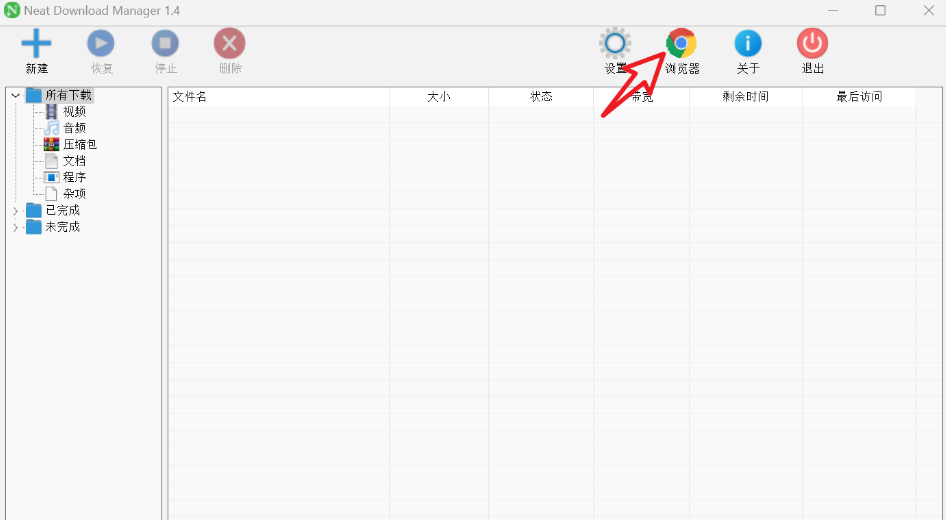 Neat Download Manager 1.4
新建 恢复 停止 删除 设置 浏览器 关于 退出
所有下载
视频
音频
压缩包
文档
程序
杂项
已完成
未完成
文件名 大小 状态 带宽 剩余时间 最后访问